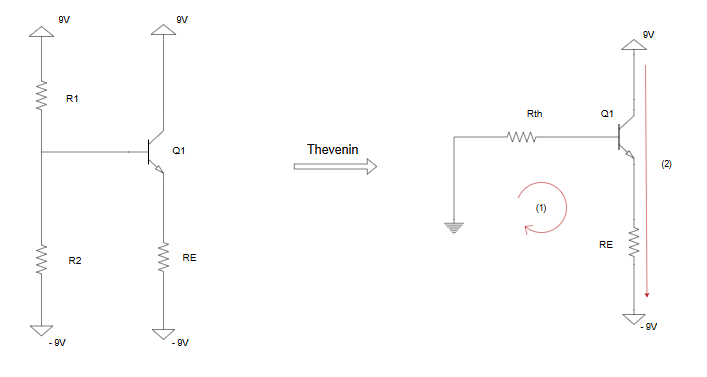 9V
9V
R1
Q1
R2
RE
- 9V
- 9V
Thevenin
9V
Rth
Q1
(2)
(1)
RE
- 9V